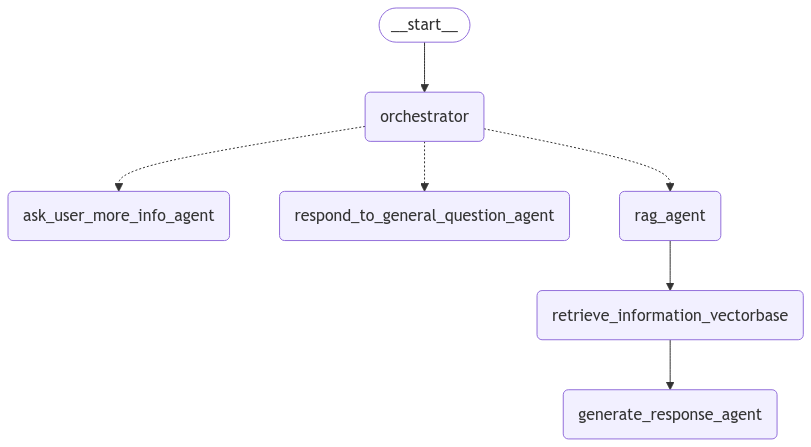 __start__
orchestrator
ask_user_more_info_agent
respond_to_general_question_agent
rag_agent
retrieve_information_vectorbase
generate_response_agent